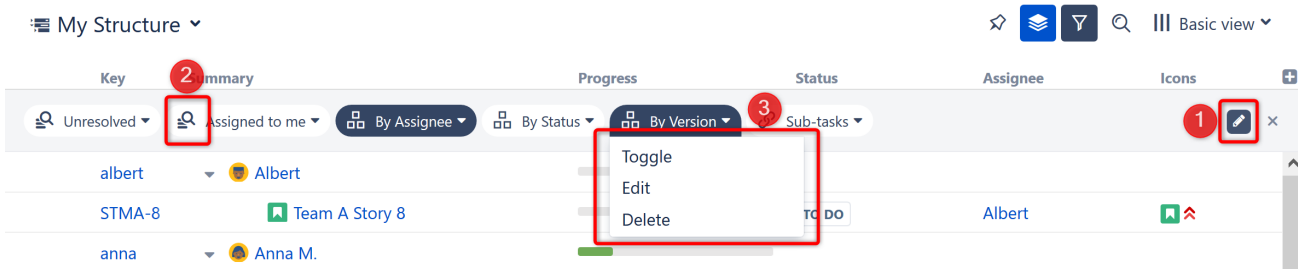 My Structure
Basic view
Key 2 Summary Progress Status Assignee Icons
Unresolved Assigned to me By Assignee By Status By Version 3 Sub-tasks 1
Toggle
Edit
Delete
albert Albert
STMA-8 Team A Story 8 TO DO Albert
anna Anna M.